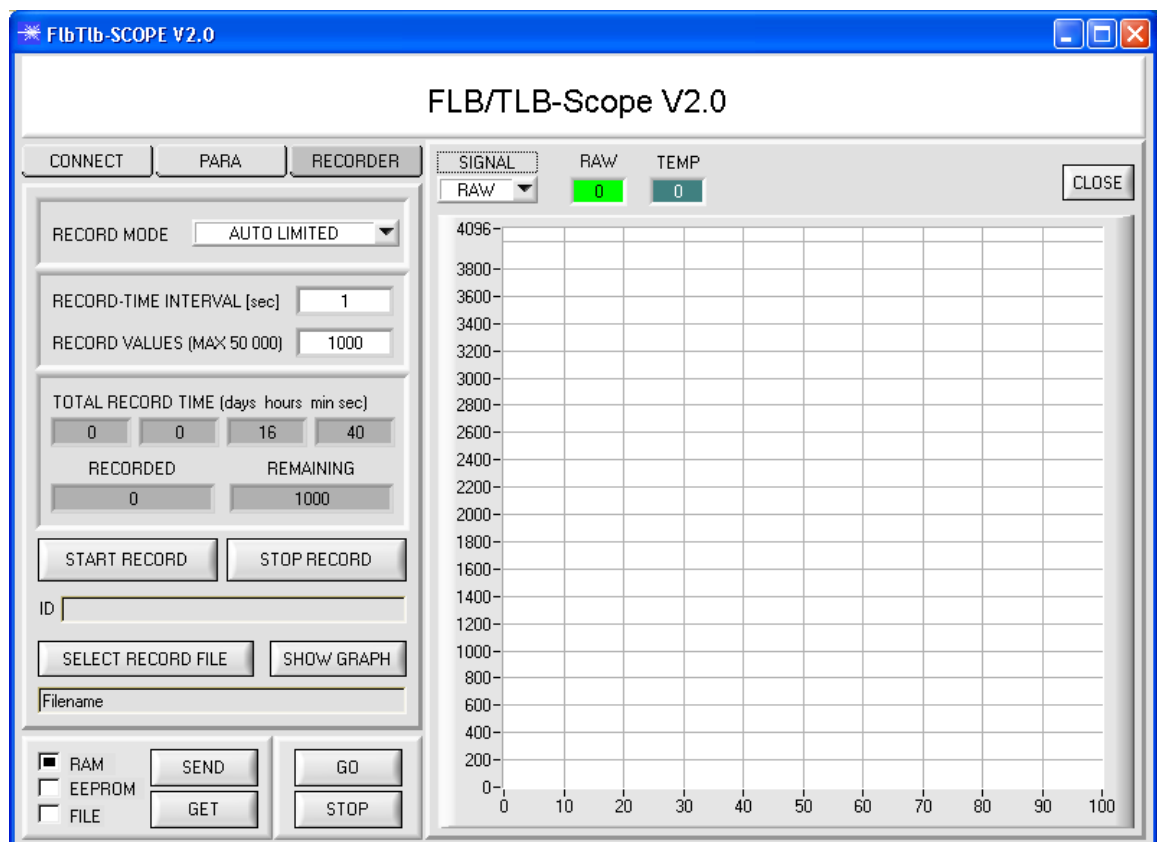 FlbTlb-SCOPE V2.0
FLB/TLB-Scope V2.0
CONNECT PARA RECORDER
RECORD MODE AUTO LIMITED
RECORD-TIME INTERVAL [sec] 1
RECORD VALUES (MAX 50 000) 1000
TOTAL RECORD TIME (days hours min sec)
0 0 16 40
RECORDED REMAINING
0 1000
START RECORD STOP RECORD
ID
SELECT RECORD FILE SHOW GRAPH
Filename
RAM SEND GO
EEPROM
FILE GET STOP
SIGNAL RAW TEMP
RAW 0 0 CLOSE
4096
3800
3600
3400
3200
3000
2800
2600
2400
2200
2000
1800
1600
1400
1200
1000
800
600
400
200
0
0 10 20 30 40 50 60 70 80 90 100